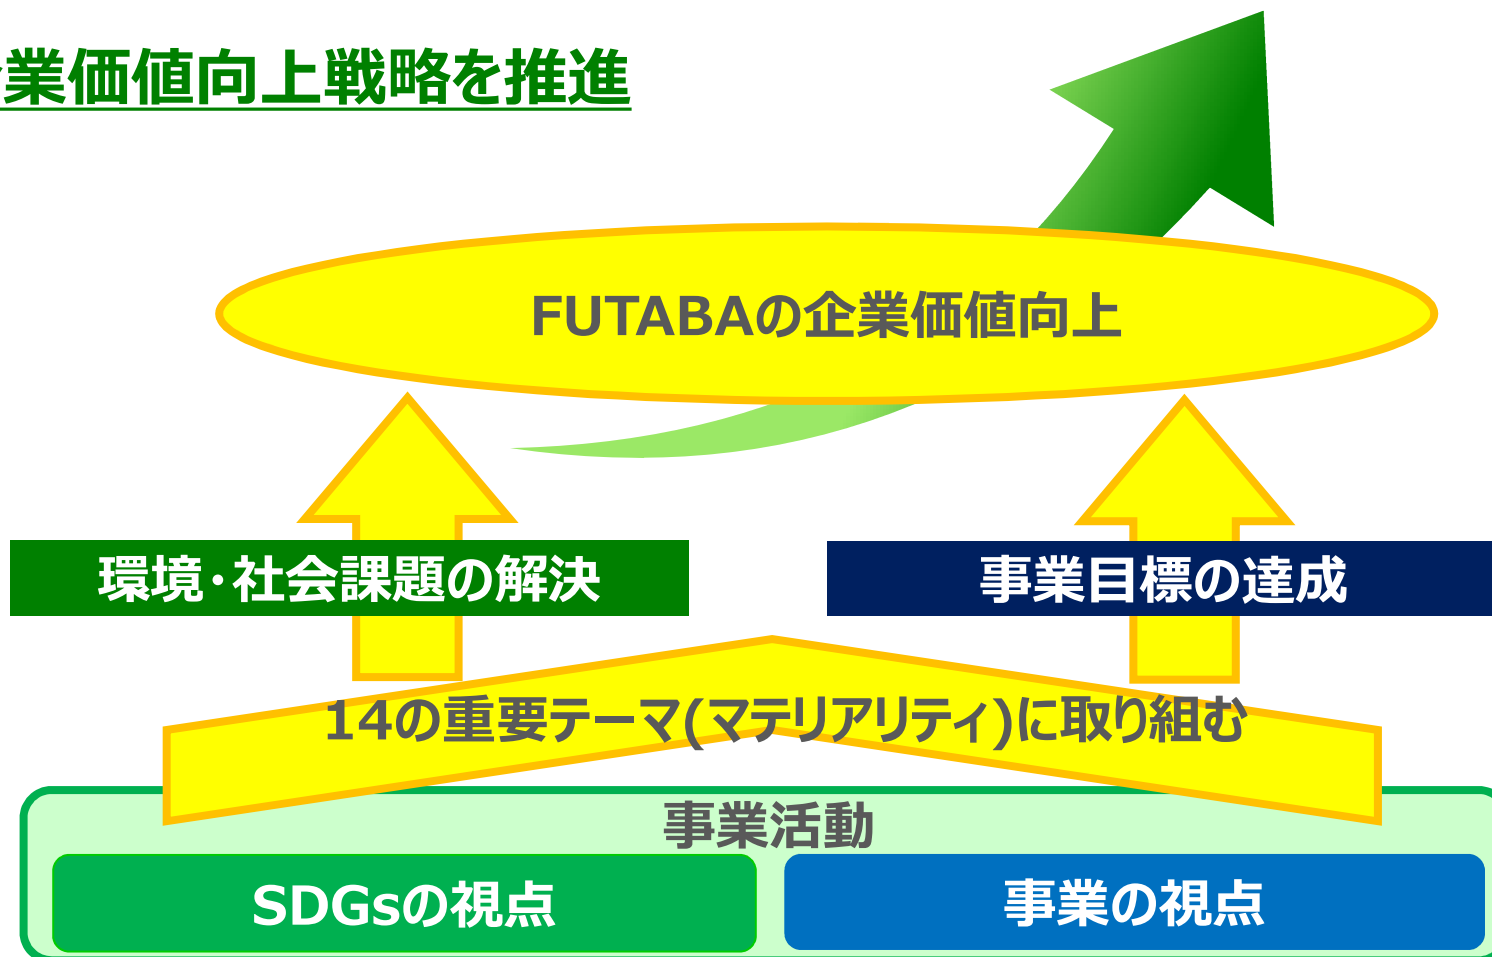 業価値向上戦略を推進
FUTABAの企業価値向上
環境・社会課題の解決
事業目標の達成
14の重要テーマ(マテリアリティ)に取り組む
事業活動
SDGsの視点
事業の視点